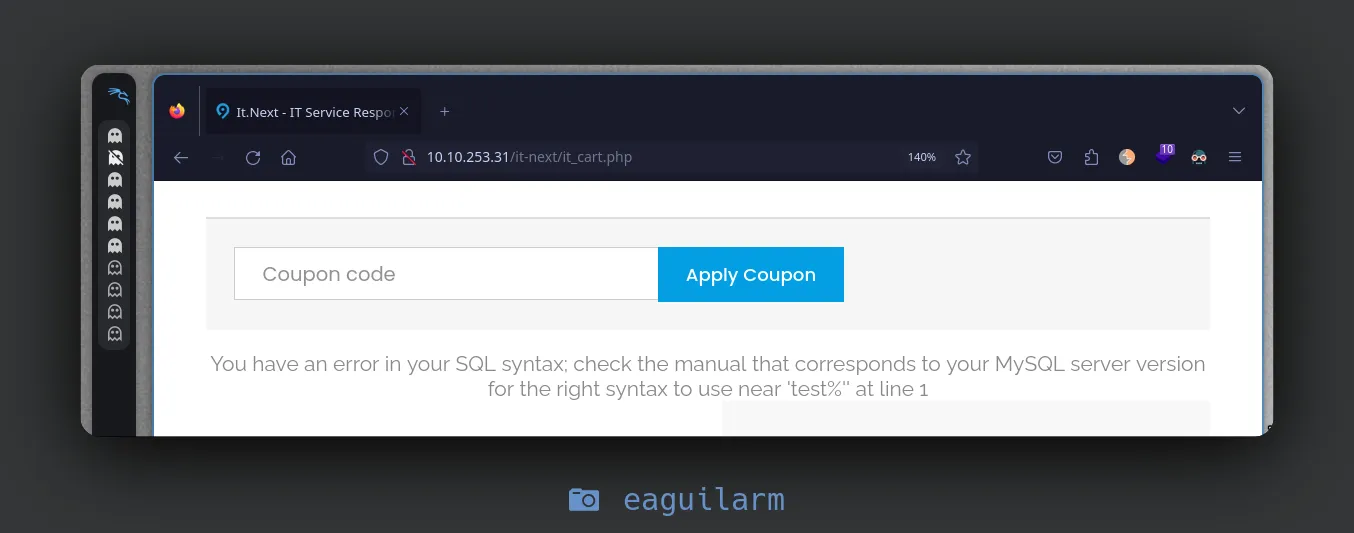 It.Next - IT Service Respo
10.10.253.31/it-next/it_cart.php
140%
10
Coupon code
Apply Coupon
You have an error in your SQL syntax; check the manual that corresponds to your MySQL server version
for the right syntax to use near 'test%'' at line 1
eaguilarm